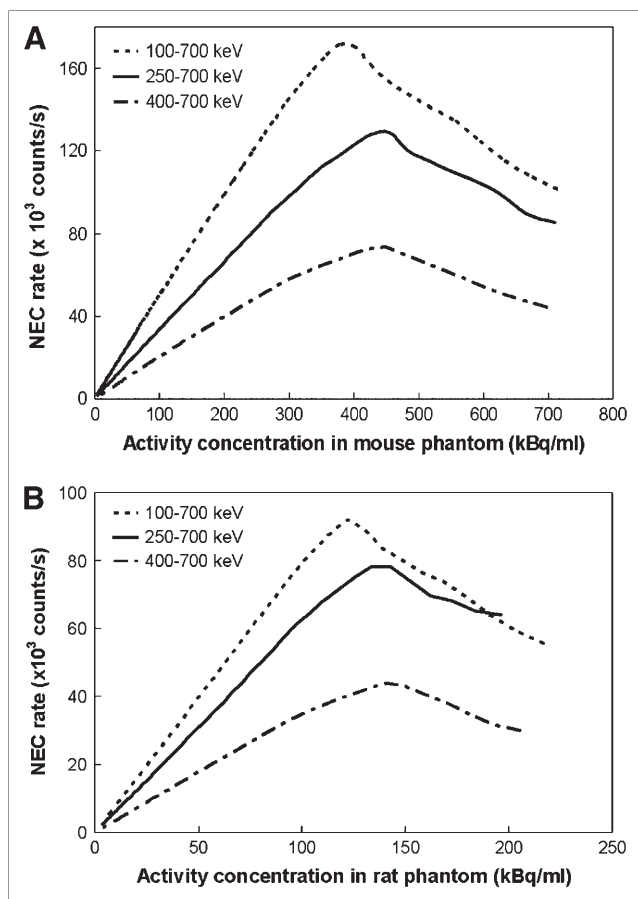 A
100-700 keV
250-700 keV
400-700 keV
NEC rate (x 10³ counts/s)
160
120
80
40
0
0 100 200 300 400 500 600 700 800
Activity concentration in mouse phantom (kBq/ml)
B
100-700 keV
250-700 keV
400-700 keV
NEC rate (x10³ counts/s)
100
80
60
40
20
0
0 50 100 150 200 250
Activity concentration in rat phantom (kBq/ml)